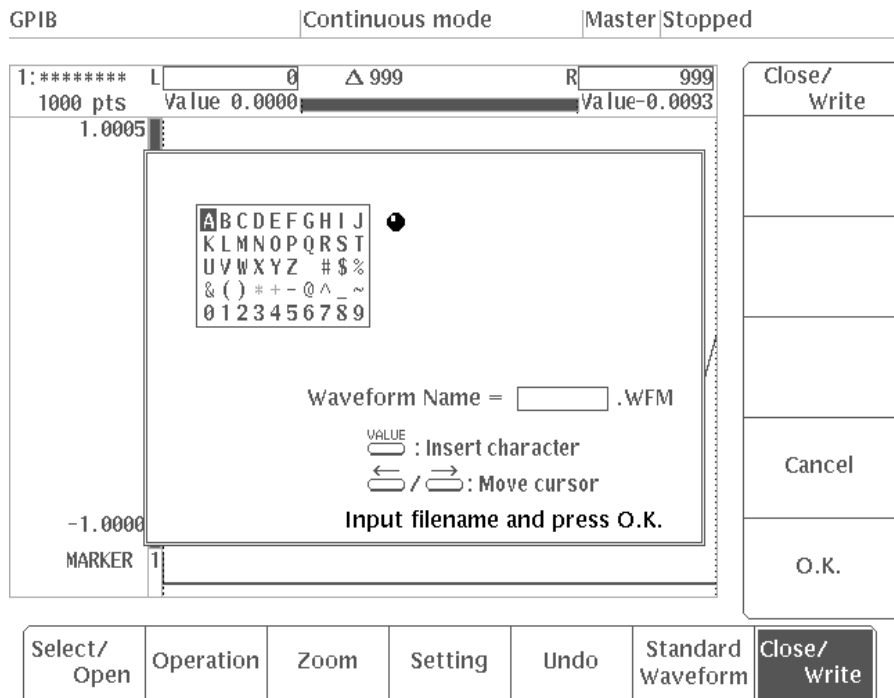 GPIB Continuous mode Master Stopped
1:******** L 0 △ 999 R 999
1000 pts Value 0.0000 Value-0.0093
1.0005
ABCDEFGHIJ
KLMNOPQRST
UVWXYZ #$%
&()*+-@^_~
0123456789
Waveform Name = .WFM
VALUE : Insert character
← / → : Move cursor
Input filename and press O.K.
-1.0000
MARKER 1
Close/
Write
Cancel
O.K.
Select/
Open
Operation
Zoom
Setting
Undo
Standard
Waveform
Close/
Write